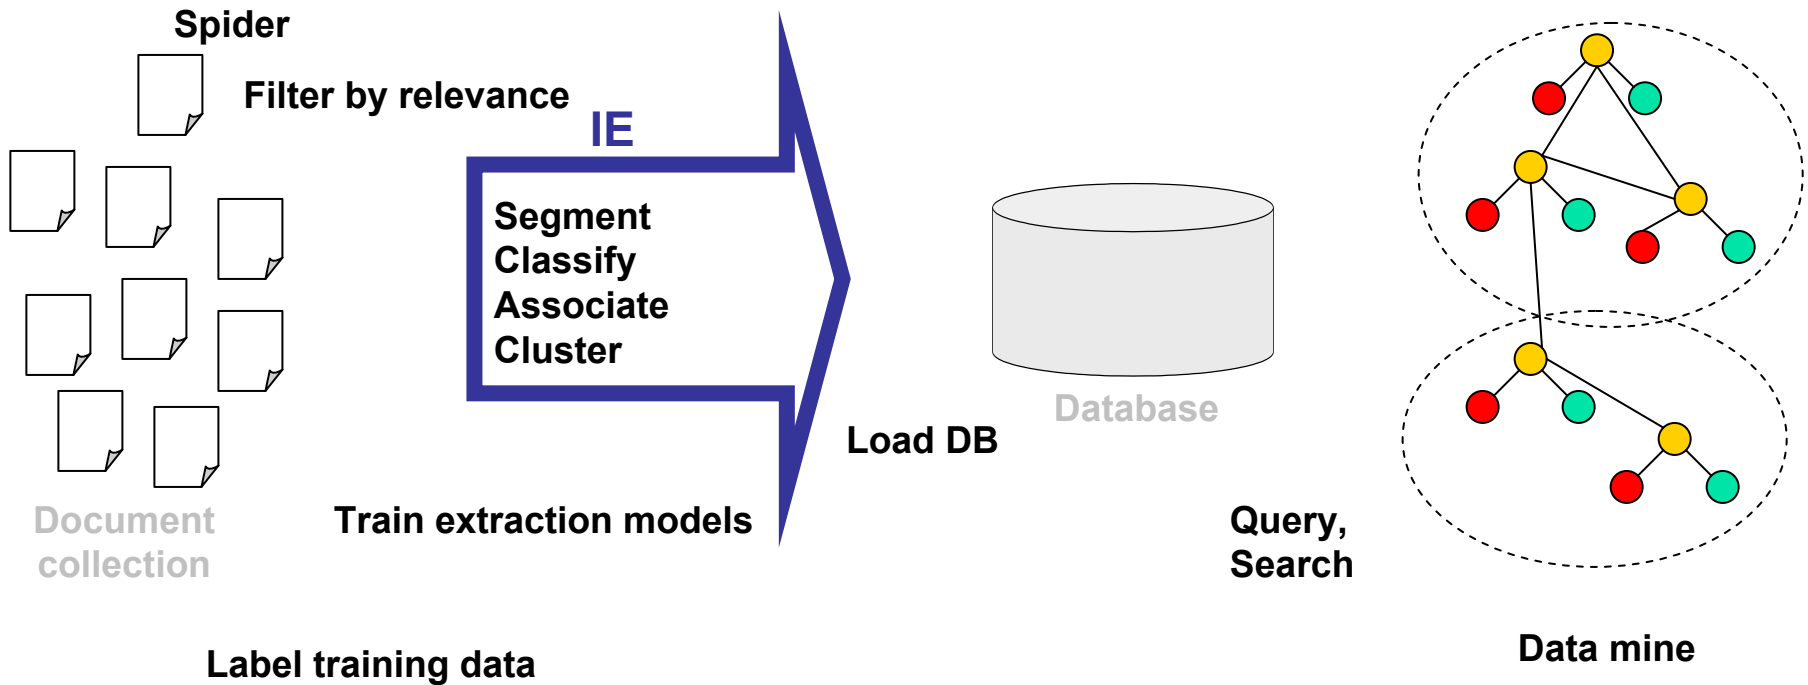 Spider
Filter by relevance
IE
Segment
Classify
Associate
Cluster
Database
Load DB
Document
collection
Train extraction models
Query,
Search
Label training data
Data mine